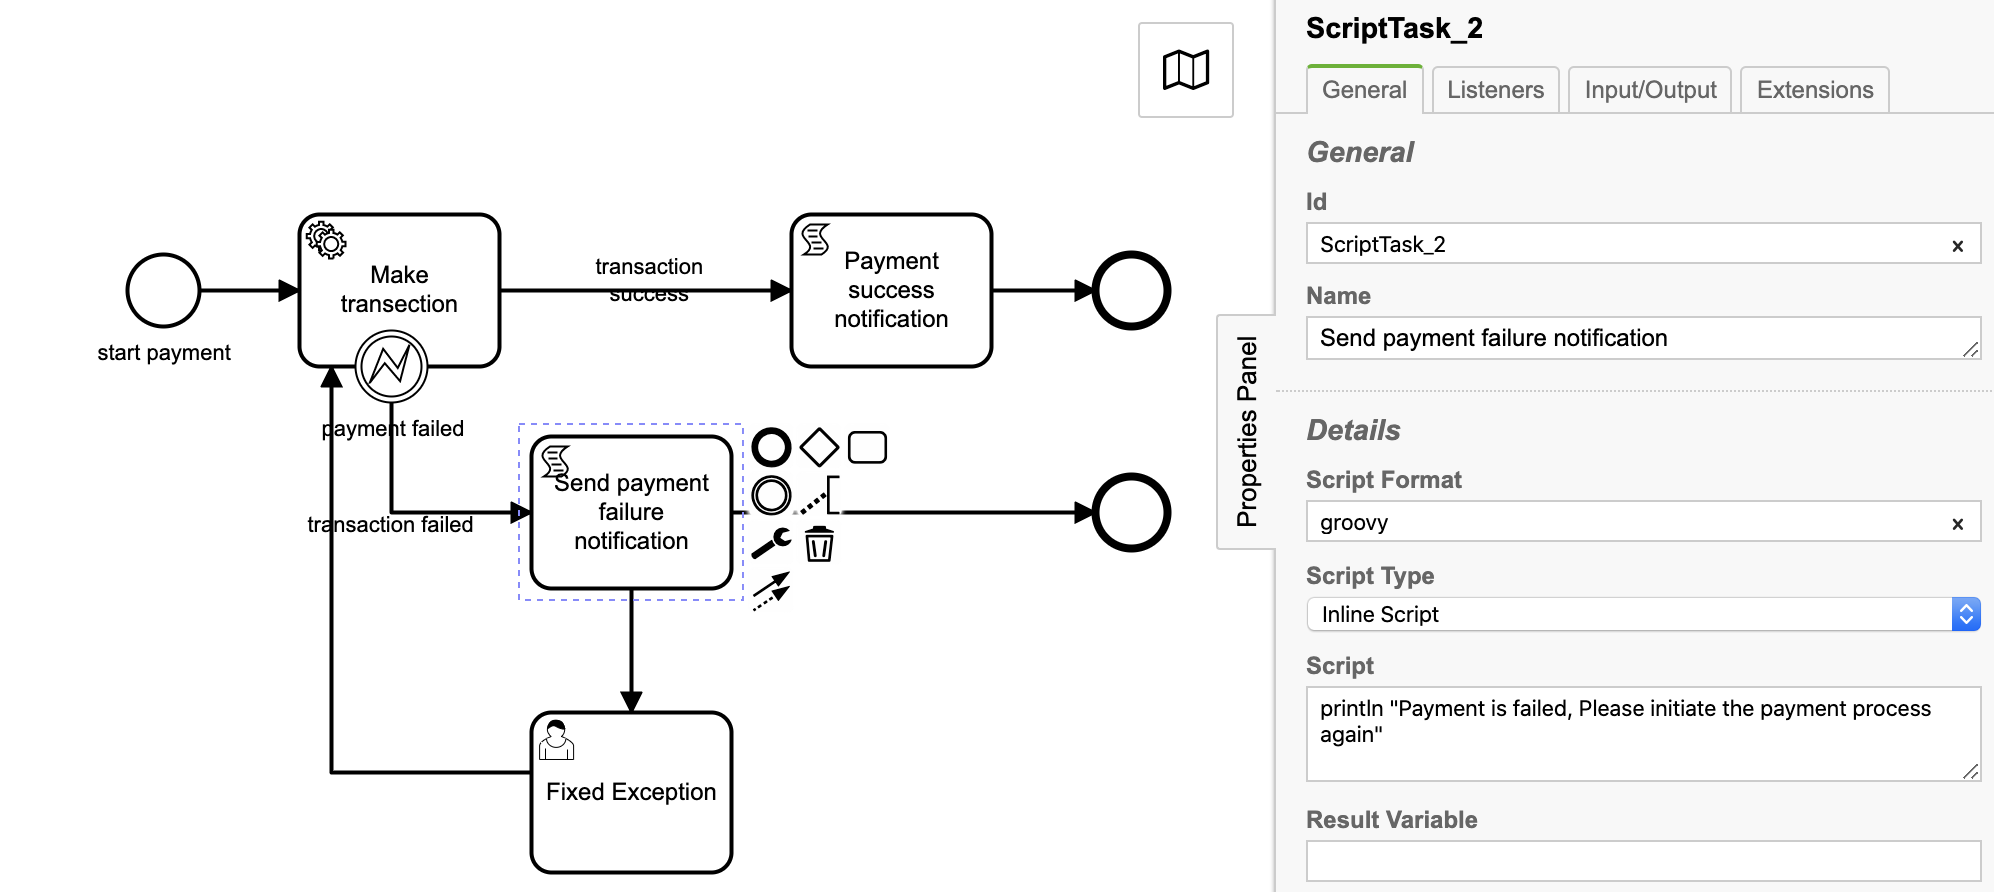 start payment
Make
transection
transaction
success
Payment
success
notification
payment failed
transaction failed
Send payment
failure
notification
Fixed Exception
Properties Panel
ScriptTask_2
General
Listeners
Input/Output
Extensions
General
Id
ScriptTask_2
Name
Send payment failure notification
Details
Script Format
groovy
Script Type
Inline Script
Script
println "Payment is failed, Please initiate the payment process
again"
Result Variable